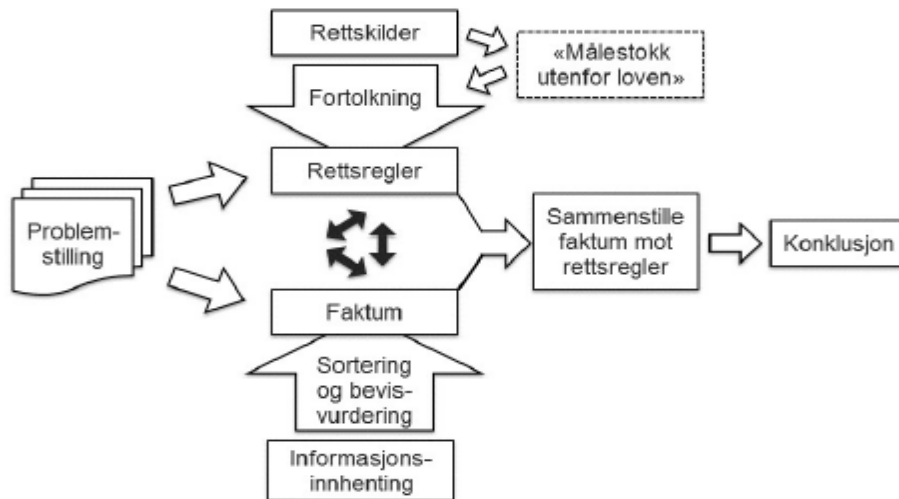 Rettskilder
«Målestokk
utenfor loven»
Fortolkning
Rettsregler
Problem-
stilling
Sammenstille
faktum mot
rettsregler
Konklusjon
Faktum
Sortering
og bevis-
vurdering
Informasjons-
innhenting